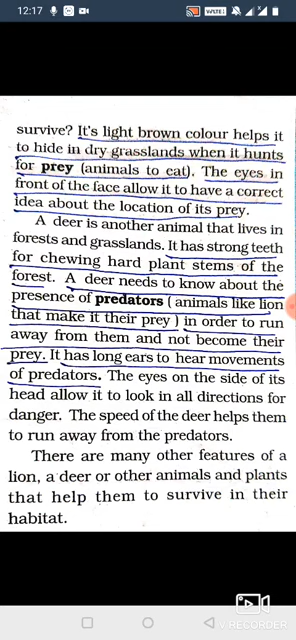 12:17
VoLTE
survive? It's light brown colour helps it
to hide in dry grasslands when it hunts
for prey (animals to eat). The eyes in
front of the face allow it to have a correct
idea about the location of its prey.
A deer is another animal that lives in
forests and grasslands. It has strong teeth
for chewing hard plant stems of the
forest. A deer needs to know about the
presence of predators (animals like lion
that make it their prey) in order to run
away from them and not become their
prey. It has long ears to hear movements
of predators. The eyes on the side of its
head allow it to look in all directions for
danger. The speed of the deer helps them
to run away from the predators.
There are many other features of a
lion, a deer or other animals and plants
that help them to survive in their
habitat.
RECORDER